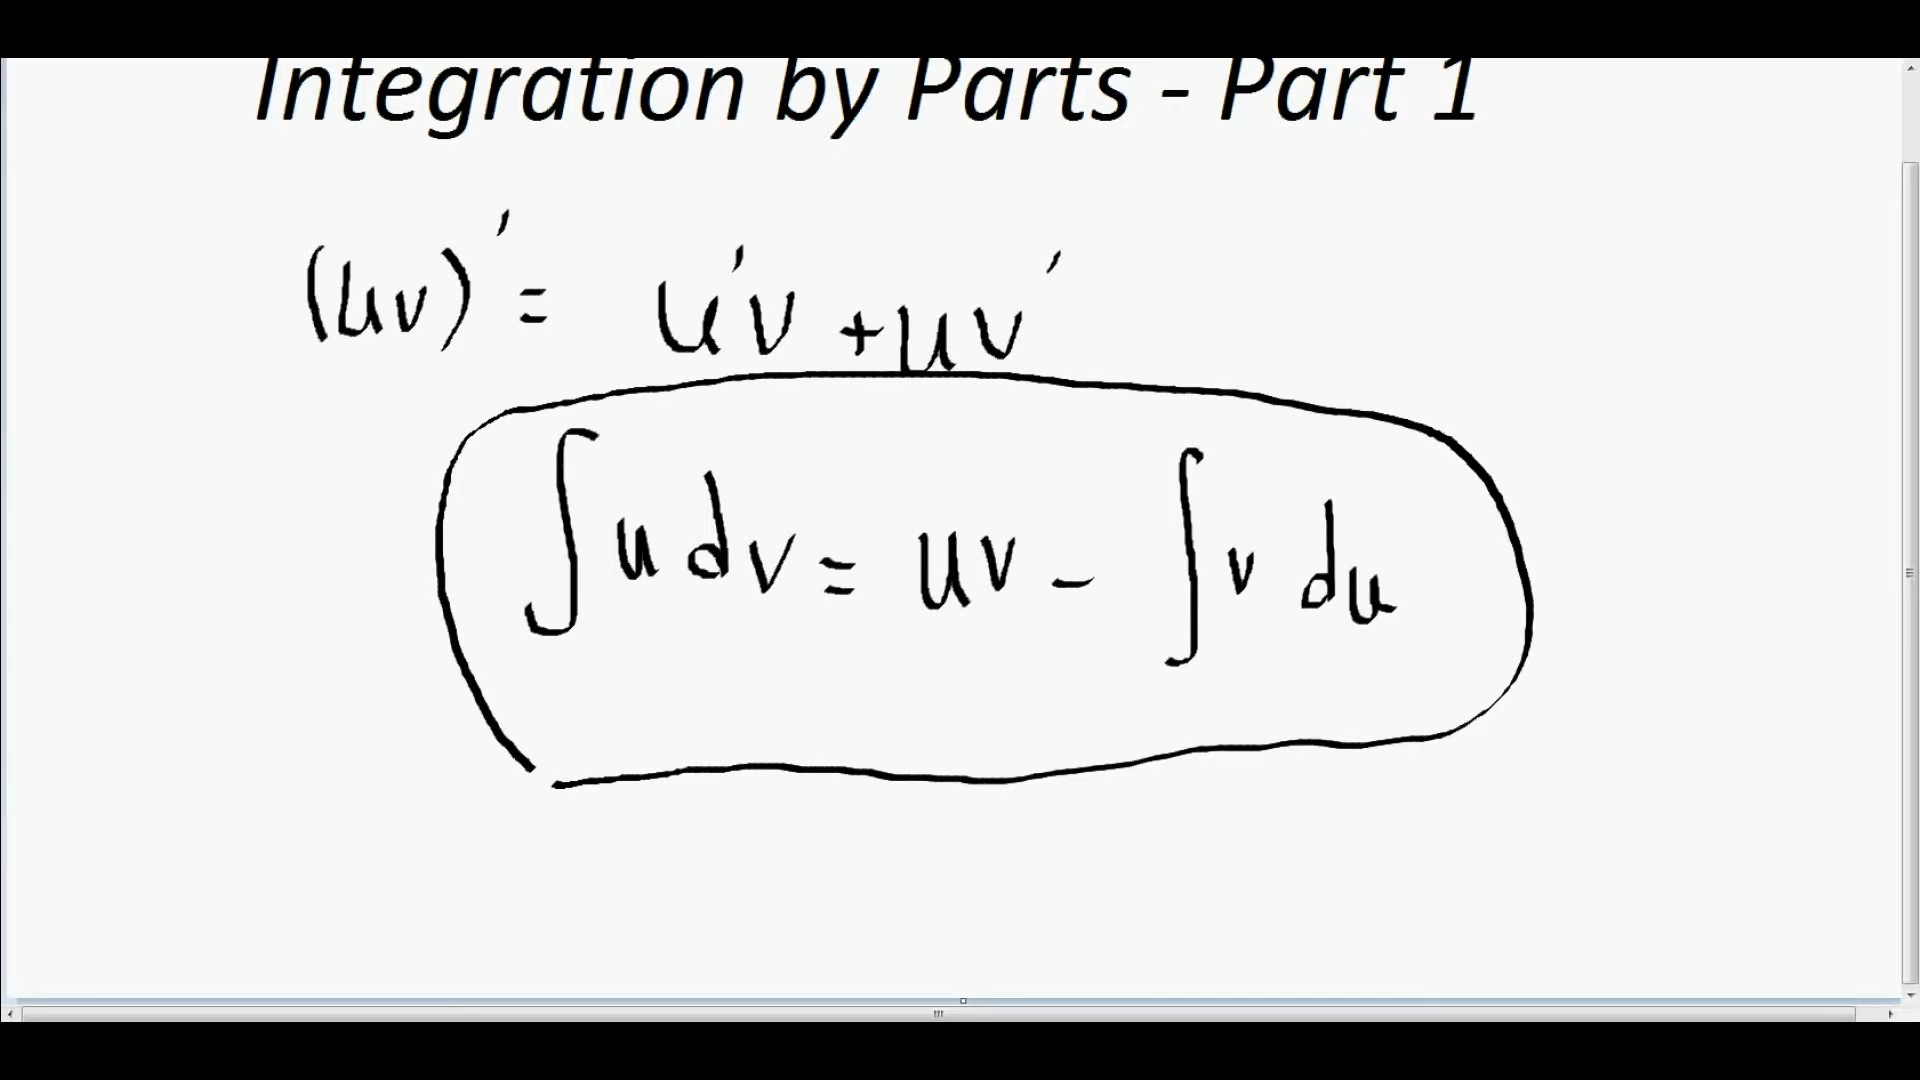 Integration by Parts - Part 1
(uv)' = u'v + uv'
∫ u dv = uv - ∫ v du